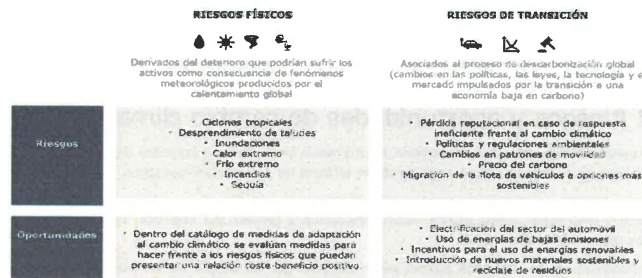 RIESGOS FÍSICOS
Derivados del deterioro que podrían sufrir los
activos como consecuencia de fenómenos
meteorológicos producidos por el
calentamiento global
RIESGOS DE TRANSICIÓN
Asociados al proceso de descarbonización global
(cambios en las políticas, las leyes, la tecnología y e
mercado impulsados por la transición a una
economía baja en carbono)
Riesgos
• Ciclones tropicales
• Desprendimiento de taludes
• Inundaciones
• Calor extremo
• Frío extremo
• Incendios
• Sequía
• Pérdida reputacional en caso de respuesta
ineficiente frente al cambio climático
• Políticas y regulaciones ambientales
• Cambios en patrones de movilidad
• Precio del carbono
• Migración de la flota de vehículos a opciones más
sostenibles
Oportunidades
• Dentro del catálogo de medidas de adaptación
al cambio climático se evalúan medidas para
hacer frente a los riesgos físicos que puedan
presentar una relación coste-beneficio positivo.
• Electrificación del sector del automóvil
• Uso de energías de bajas emisiones
• Incentivos para el uso de energías renovables
• Introducción de nuevos materiales sostenibles y
reciclaje de residuos